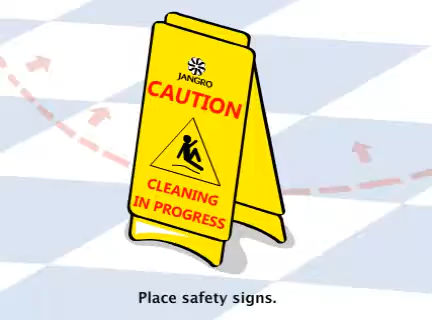 JANGRO
CAUTION
CLEANING
IN PROGRESS
Place safety signs.